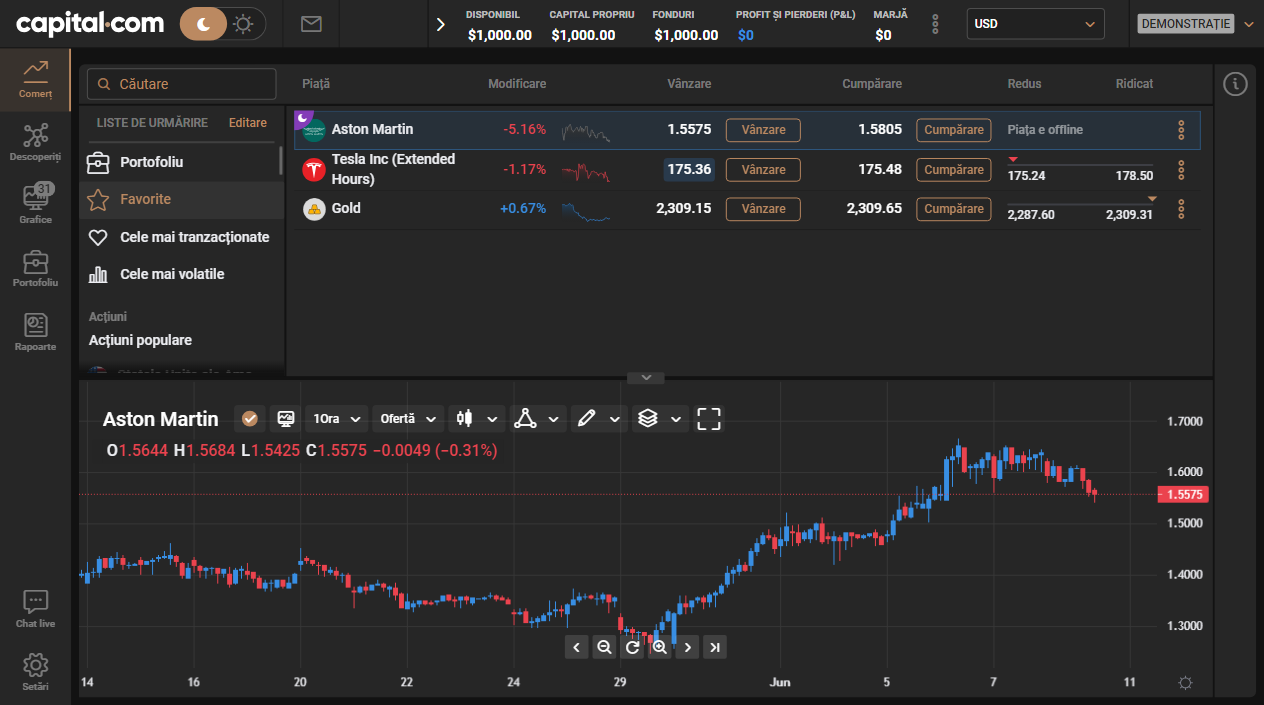 capital.com
DISPONIBIL CAPITAL PROPRIU FONDURI PROFIT ȘI PIERDERI (P&L) MARJĂ
$1,000.00 $1,000.00 $1,000.00 $0 $0
USD
DEMONSTRAȚIE
Comerț
Descoperiți
31
Grafice
Portofoliu
Rapoarte
Chat live
Setări
Căutare
LISTE DE URMĂRIRE Editare
Portofoliu
Favorite
Cele mai tranzacționate
Cele mai volatile
Acțiuni
Acțiuni populare
Piață Modificare Vânzare Cumpărare Redus Ridicat
Aston Martin -5.16% 1.5575 Vânzare 1.5805 Cumpărare Piața e offline
Tesla Inc (Extended
Hours) -1.17% 175.36 Vânzare 175.48 Cumpărare 175.24 178.50
Gold +0.67% 2,309.15 Vânzare 2,309.65 Cumpărare 2,287.60 2,309.31
Aston Martin 1Ora Ofertă
O1.5644 H1.5684 L1.5425 C1.5575 −0.0049 (−0.31%)
1.7000
1.6000
1.5575
1.5000
1.4000
1.3000
14 16 20 22 24 29 Jun 5 7 11